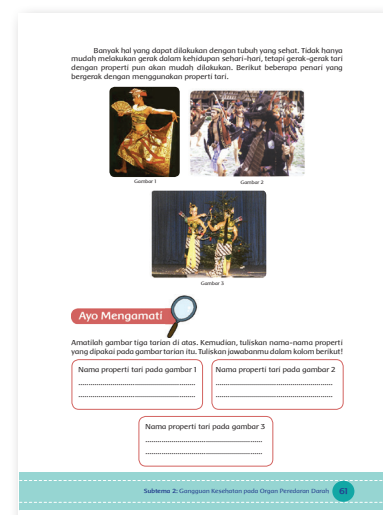 Banyak hal yang dapat dilakukan dengan tubuh yang sehat. Tidak hanya
mudah melakukan gerak dalam kehidupan sehari-hari, tetapi gerak-gerak tari
dengan properti pun akan mudah dilakukan. Berikut beberapa penari yang
bergerak dengan menggunakan properti tari.
Gambar 1
Gambar 2
Gambar 3
Ayo Mengamati
Amatilah gambar tiga tarian di atas. Kemudian, tuliskan nama-nama properti
yang dipakai pada gambar tarian itu. Tuliskan jawabanmu dalam kolom berikut!
Nama properti tari pada gambar 1
Nama properti tari pada gambar 2
Nama properti tari pada gambar 3
Subtema 2: Gangguan Kesehatan pada Organ Peredaran Darah
61